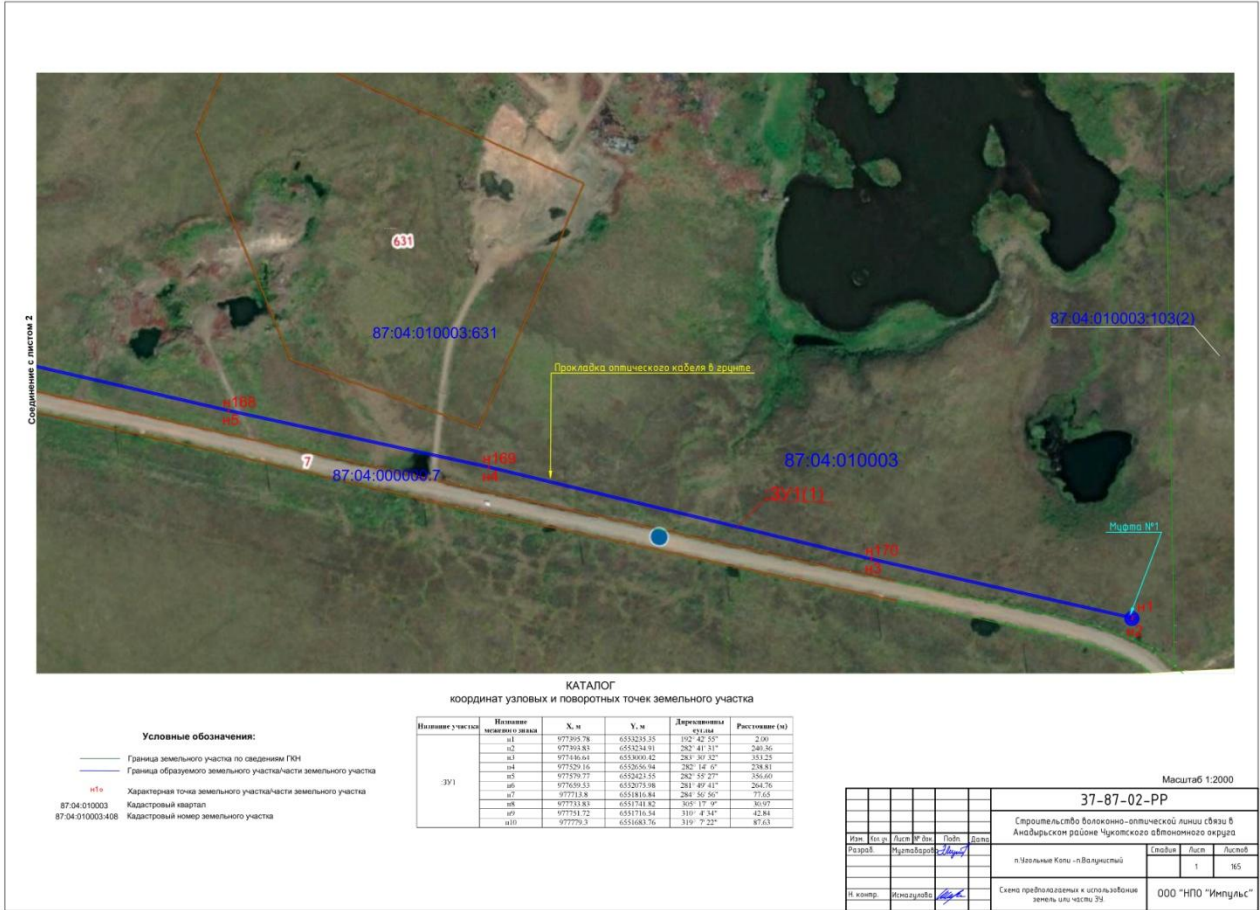 Соединение с листом 2
631
87:04:010003:631
87:04:010003:103(2)
Прокладка оптического кабеля в грунте
н168
н5
7
87:04:000000:7
н169
н4
87:04:010003
:ЗУ1(1)
н170
н3
Муфта №1
н1
н2
КАТАЛОГ
координат узловых и поворотных точек земельного участка
Название участка Название межевого знака X, м Y, м Дирекционны е углы Расстояние (м)
:ЗУ1
н1 977395.78 6553235.35 192° 42' 55" 2.00
н2 977393.83 6553234.91 282° 41' 31" 240.36
н3 977446.64 6553000.42 283° 30' 32" 353.25
н4 977529.16 6552656.94 282° 14' 6" 238.81
н5 977579.77 6552423.55 282° 55' 27" 356.60
н6 977659.53 6552075.98 281° 49' 41" 264.76
н7 977713.8 6551816.84 284° 56' 56" 77.65
н8 977733.83 6551741.82 305° 17' 9" 30.97
н9 977751.72 6551716.54 310° 4' 34" 42.84
н10 977779.3 6551683.76 319° 7' 22" 87.63
Условные обозначения:
Граница земельного участка по сведениям ГКН
Граница образуемого земельного участка/части земельного участка
н1о Характерная точка земельного участка/части земельного участка
87:04:010003 Кадастровый квартал
87:04:010003:408 Кадастровый номер земельного участка
Масштаб 1:2000
37-87-02-РР
Строительство волоконно-оптической линии связи в
Анадырьском районе Чукотского автономного округа
Изм. Кол.уч. Лист № док. Подп. Дата
Разраб. Мугтабаров
п.Угольные Копи -п.Валунистый
Стадия Лист Листов
1 165
Н. контр. Исмагулова
Схема предполагаемых к использованию
земель или части ЗУ.
ООО "НПО "Импульс"